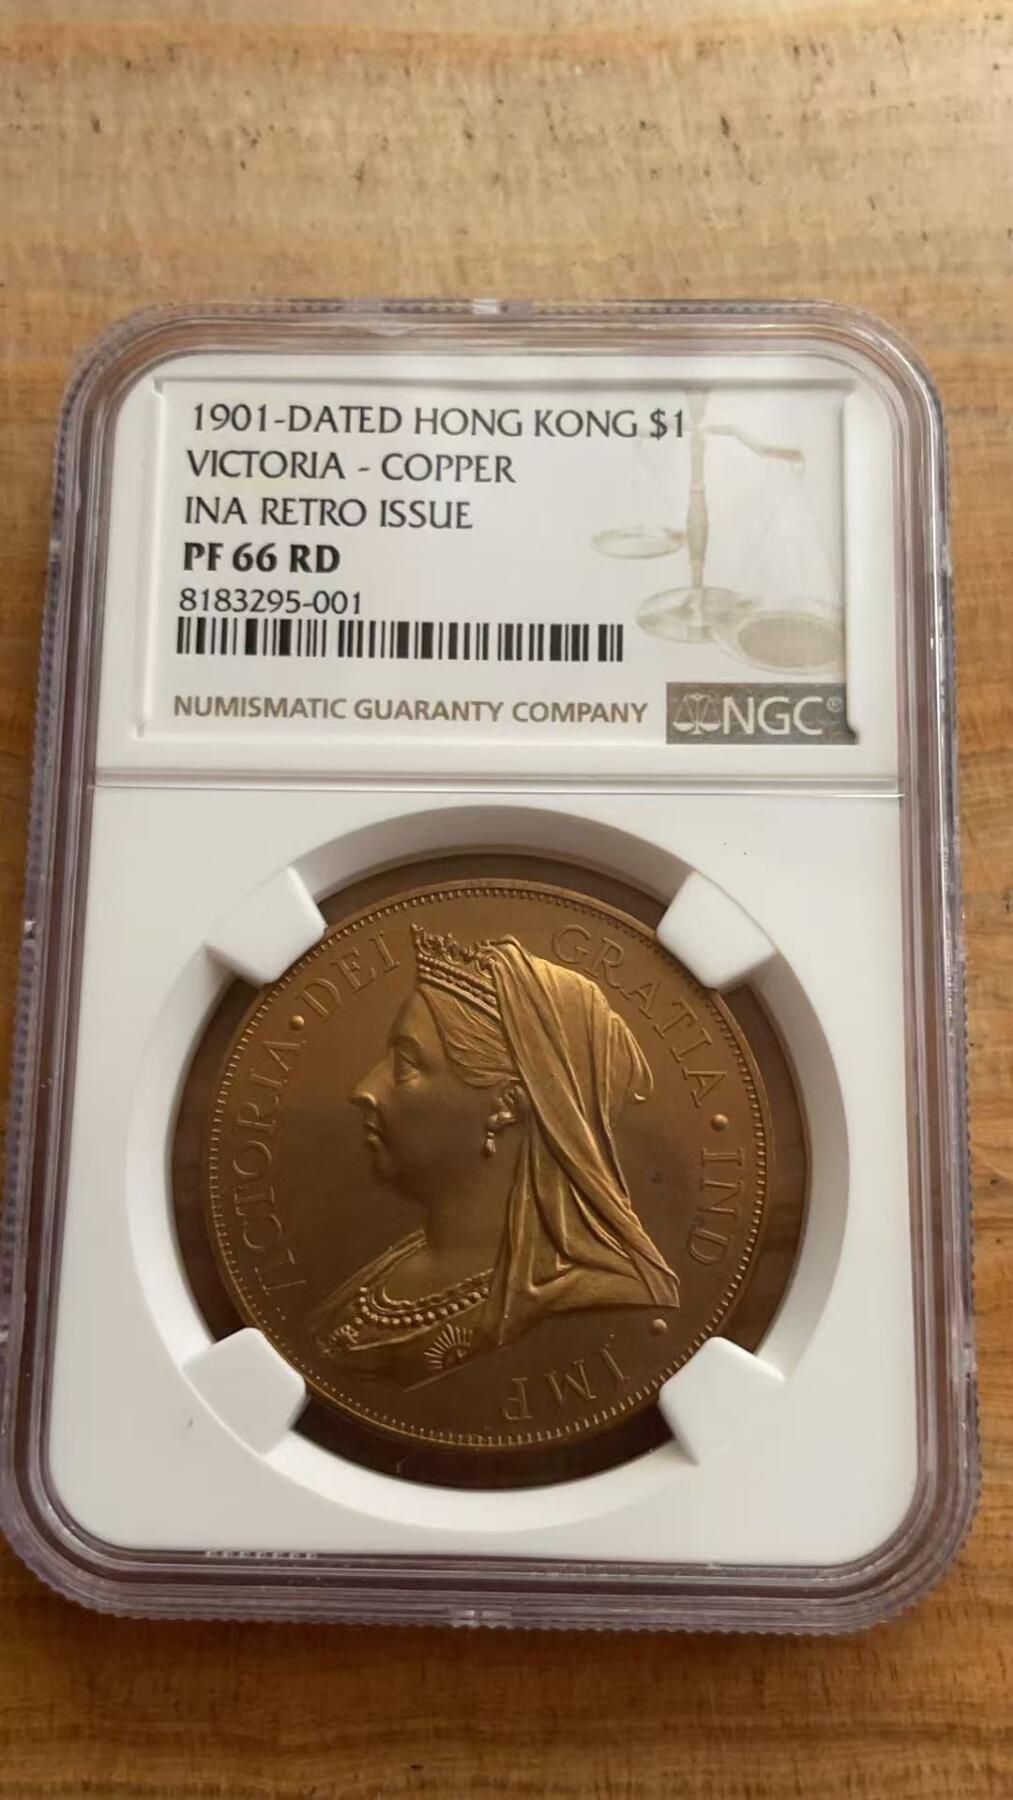 1901-DATED HONG KONG $1
VICTORIA - COPPER
INA RETRO ISSUE
PF 66 RD
8183295-001
NUMISMATIC GUARANTY COMPANY NGC®
VICTORIA · DEI GRATIA · IND · IMP